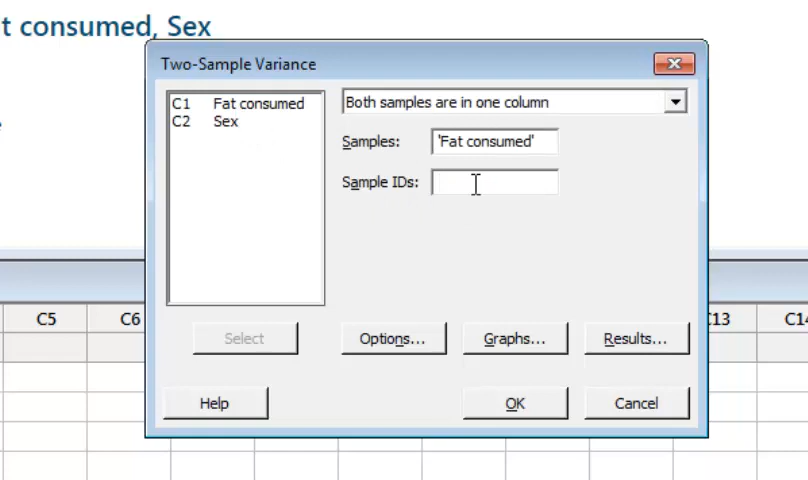 t consumed, Sex
Two-Sample Variance
C1 Fat consumed
C2 Sex
Both samples are in one column
Samples: 'Fat consumed'
Sample IDs:
C5 C6 C13 C14
Select Options... Graphs... Results...
Help OK Cancel